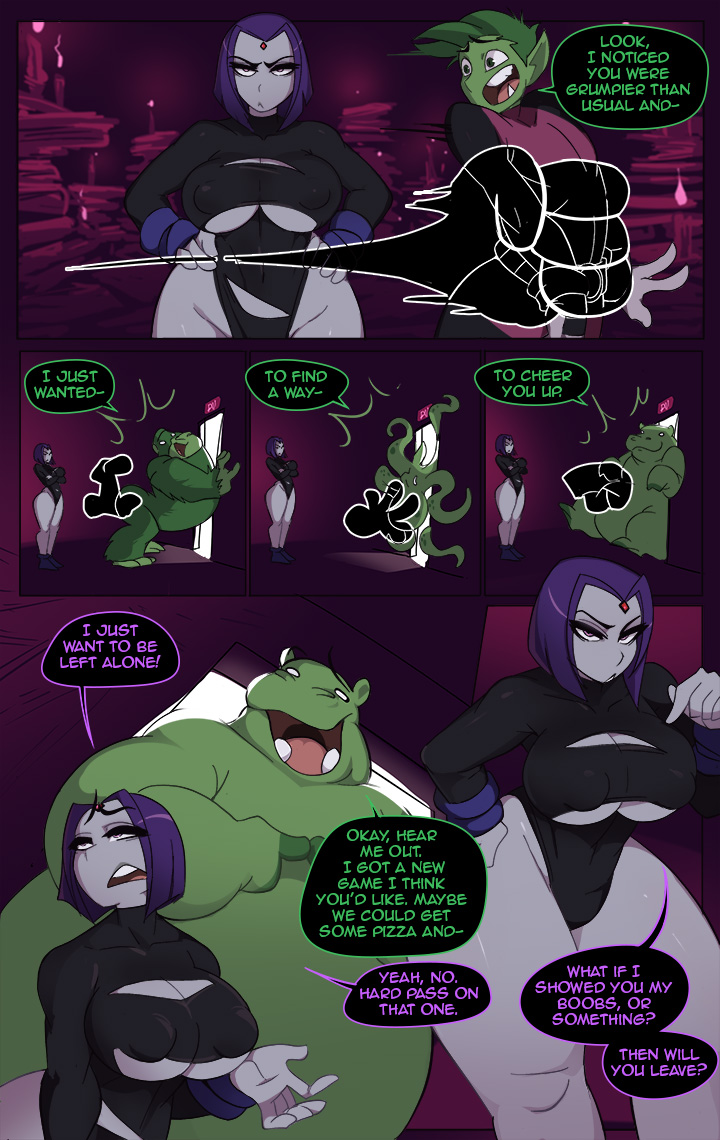 LOOK,
I NOTICED
YOU WERE
GRUMPIER THAN
USUAL AND-
I JUST
WANTED-
TO FIND
A WAY-
TO CHEER
YOU UP.
I JUST
WANT TO BE
LEFT ALONE!
OKAY, HEAR
ME OUT.
I GOT A NEW
GAME I THINK
YOU'D LIKE. MAYBE
WE COULD GET
SOME PIZZA AND-
YEAH, NO.
HARD PASS ON
THAT ONE.
WHAT IF I
SHOWED YOU MY
BOOBS, OR
SOMETHING?
THEN WILL
YOU LEAVE?